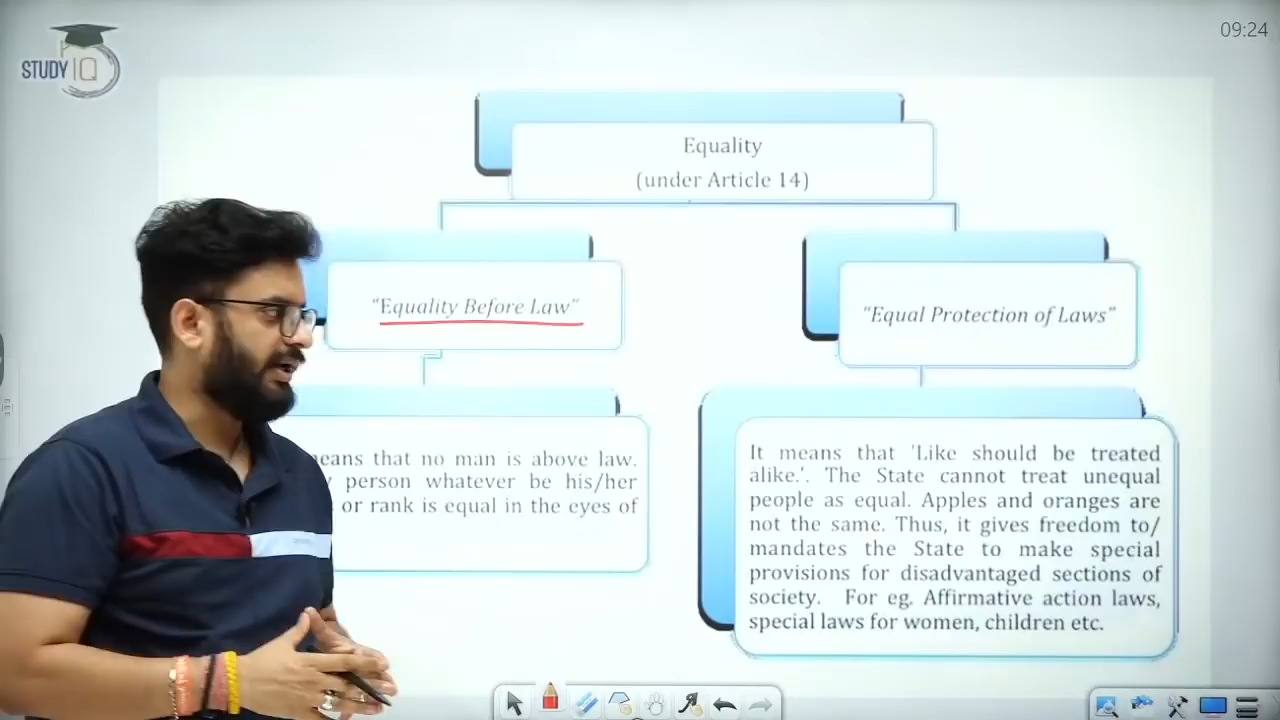 STUDY IQ
09:24
Equality
(under Article 14)
"Equality Before Law"
"Equal Protection of Laws"
means that no man is above law.
person whatever be his/her
or rank is equal in the eyes of
It means that 'Like should be treated
alike.'. The State cannot treat unequal
people as equal. Apples and oranges are
not the same. Thus, it gives freedom to/
mandates the State to make special
provisions for disadvantaged sections of
society. For eg. Affirmative action laws,
special laws for women, children etc.